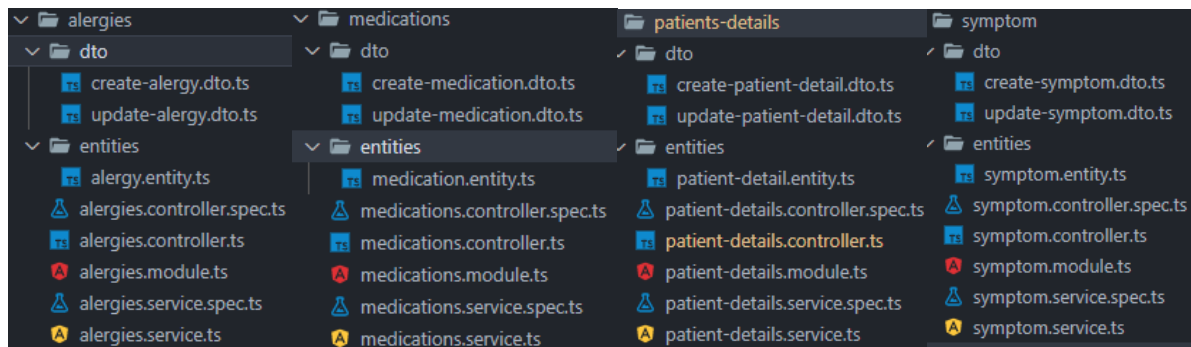 alergies
dto
create-alergy.dto.ts
update-alergy.dto.ts
entities
alergy.entity.ts
alergies.controller.spec.ts
alergies.controller.ts
alergies.module.ts
alergies.service.spec.ts
alergies.service.ts
medications
dto
create-medication.dto.ts
update-medication.dto.ts
entities
medication.entity.ts
medications.controller.spec.ts
medications.controller.ts
medications.module.ts
medications.service.spec.ts
medications.service.ts
patients-details
dto
create-patient-detail.dto.ts
update-patient-detail.dto.ts
entities
patient-detail.entity.ts
patient-details.controller.spec.ts
patient-details.controller.ts
patient-details.module.ts
patient-details.service.spec.ts
patient-details.service.ts
symptom
dto
create-symptom.dto.ts
update-symptom.dto.ts
entities
symptom.entity.ts
symptom.controller.spec.ts
symptom.controller.ts
symptom.module.ts
symptom.service.spec.ts
symptom.service.ts